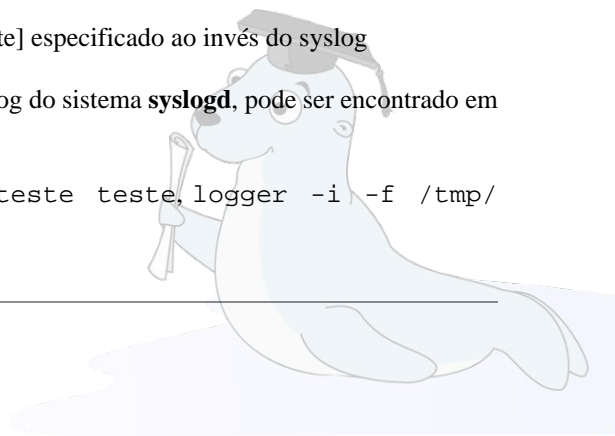 te] especificado ao invés do syslog
og do sistema syslogd, pode ser encontrado em
teste teste, logger -i -f /tmp/